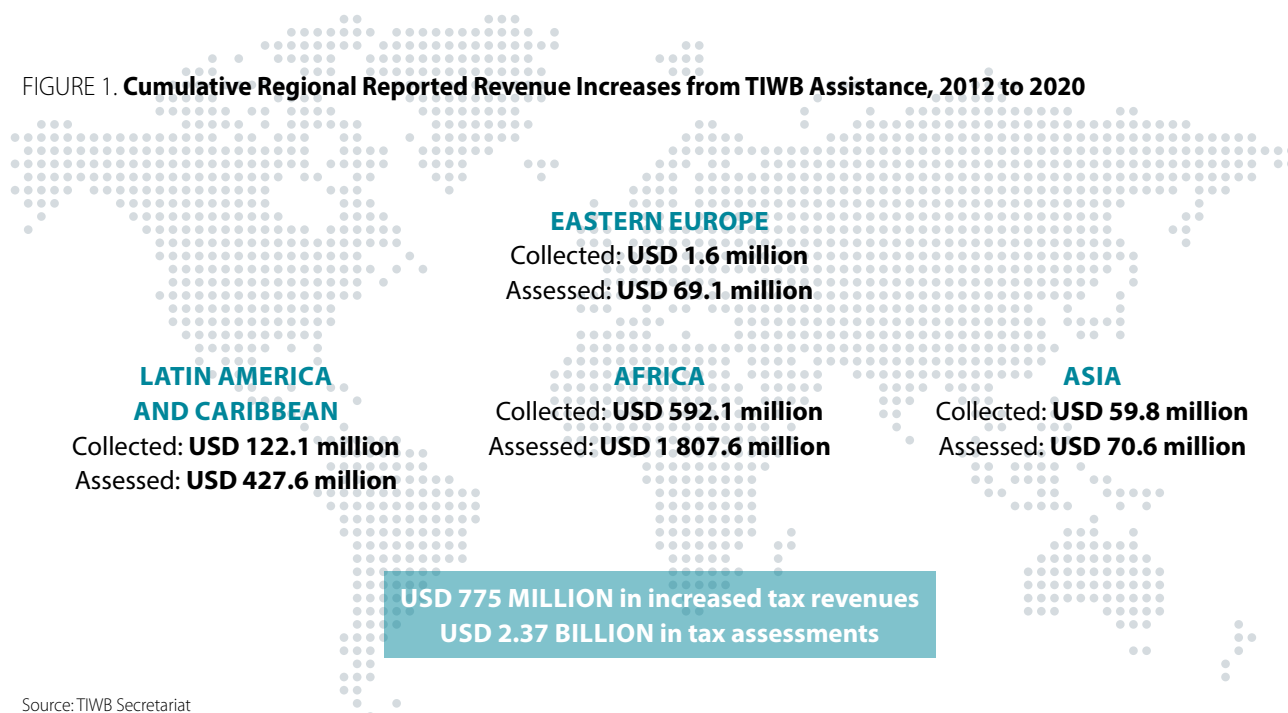 FIGURE 1. Cumulative Regional Reported Revenue Increases from TIWB Assistance, 2012 to 2020
EASTERN EUROPE
Collected: USD 1.6 million
Assessed: USD 69.1 million
LATIN AMERICA
AND CARIBBEAN
Collected: USD 122.1 million
Assessed: USD 427.6 million
AFRICA
Collected: USD 592.1 million
Assessed: USD 1 807.6 million
ASIA
Collected: USD 59.8 million
Assessed: USD 70.6 million
USD 775 MILLION in increased tax revenues
USD 2.37 BILLION in tax assessments
Source: TIWB Secretariat